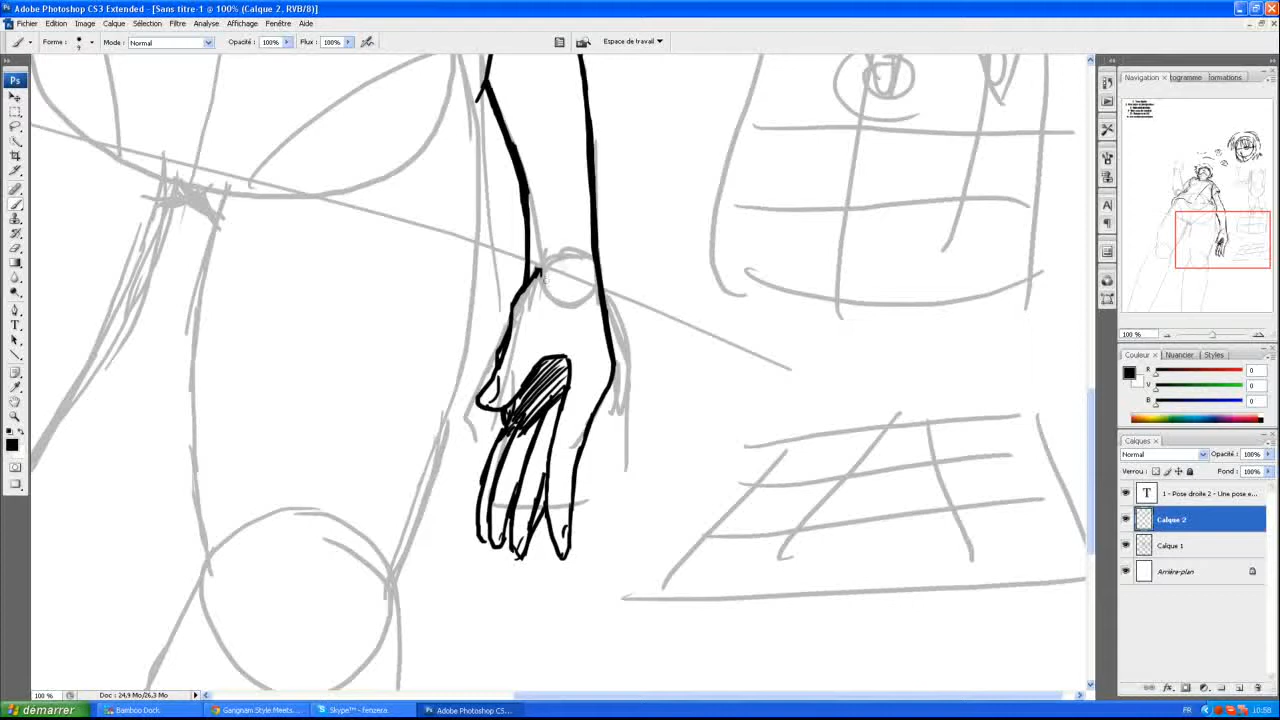 Adobe Photoshop CS3 Extended - [Sans titre-1 @ 100% (Calque 2, RVB/8)]
Fichier Edition Image Calque Sélection Filtre Analyse Affichage Fenêtre Aide
Forme : Mode : Normal Opacité : 100% Flux : 100% Espace de travail
Ps
Navigation togramme formations
100 %
Couleur Nuancier Styles
R 0
V 0
B 0
Calques
Normal Opacité : 100%
Verrou : Pond : 100%
T 1 - Pose droite 2 - Une pose e...
Calque 2
Calque 1
Arrière-plan
100 % Doc : 24,9 Mo/26,3 Mo
démarrer Bamboo Dock Gangnam Style Meets... Skype™ - fenzera. Adobe Photoshop CS... FR 10:58